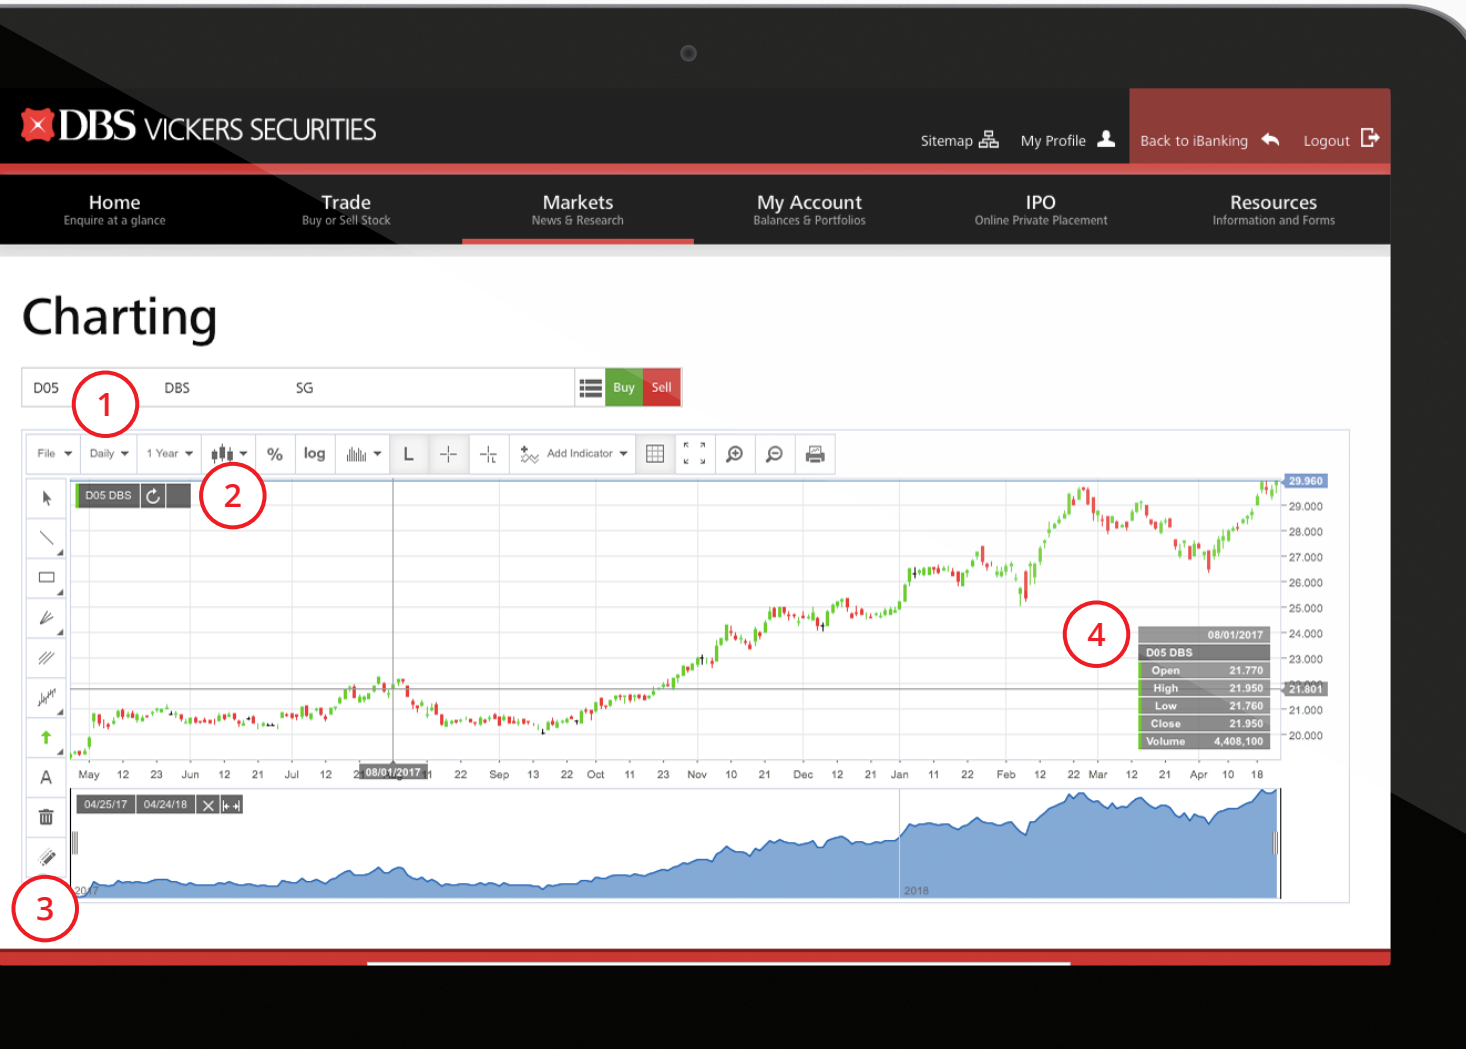 DBS VICKERS SECURITIES
Sitemap My Profile Back to iBanking Logout
Home Trade Markets My Account IPO Resources
Enquire at a glance Buy or Sell Stock News & Research Balances & Portfolios Online Private Placement Information and Forms
Charting
D05 DBS SG Buy Sell
1
File Daily 1 Year % log L Add Indicator
D05 DBS
2
29.960
29.000
28.000
27.000
26.000
25.000
24.000
23.000
21.801
21.000
20.000
4
08/01/2017
D05 DBS
Open 21.770
High 21.950
Low 21.760
Close 21.950
Volume 4,408,100
A
May 12 23 Jun 12 21 Jul 12 08/01/2017 11 22 Sep 13 22 Oct 11 23 Nov 10 21 Dec 12 21 Jan 11 22 Feb 12 22 Mar 12 21 Apr 10 18
04/25/17 04/24/18
2017 2018
3